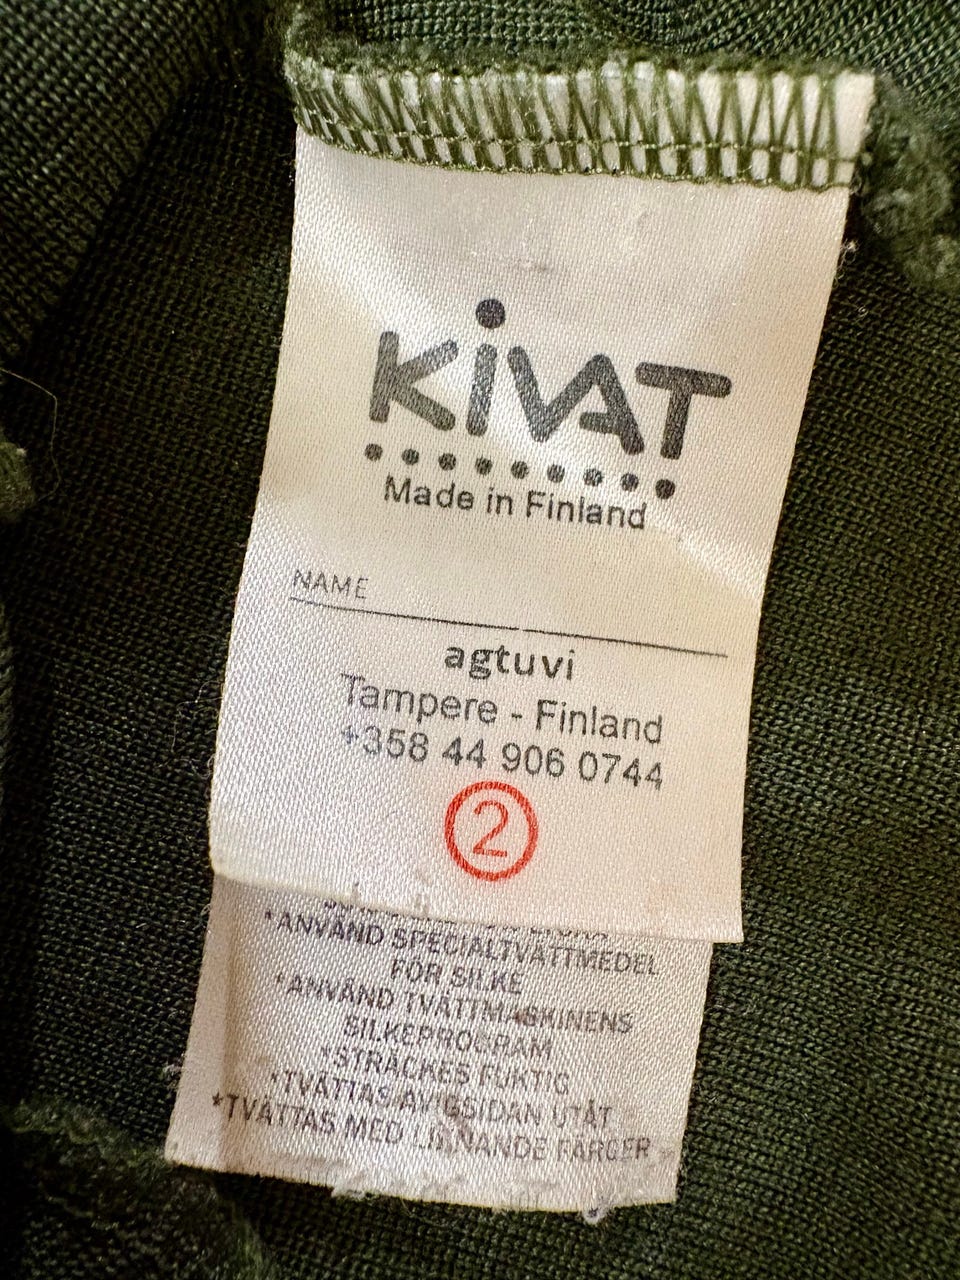 KiVAT
Made in Finland
NAME
agtuvi
Tampere - Finland
+358 44 906 0744
2
*ANVÄND SPECIALTVÄTTMEDEL
FÖR SILKE
*ANVÄND TVÄTTMASKINENS
SILKEPROGRAM
*STRÄCKES FUKTIG
*TVÄTTAS AVIGSIDAN UTÅT
*TVÄTTAS MED LIKNANDE FÄRGER